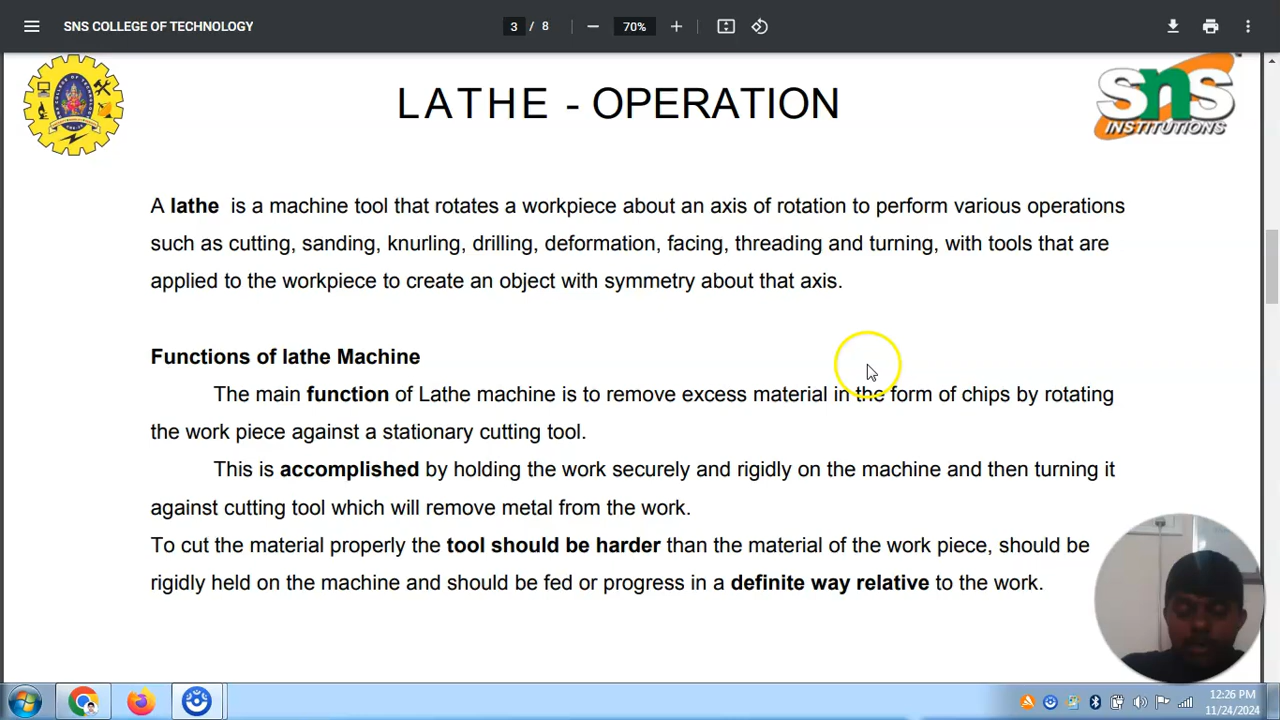 SNS COLLEGE OF TECHNOLOGY
3 / 8
70%
LATHE - OPERATION
sns
INSTITUTIONS
A lathe is a machine tool that rotates a workpiece about an axis of rotation to perform various operations
such as cutting, sanding, knurling, drilling, deformation, facing, threading and turning, with tools that are
applied to the workpiece to create an object with symmetry about that axis.
Functions of lathe Machine
The main function of Lathe machine is to remove excess material in the form of chips by rotating
the work piece against a stationary cutting tool.
This is accomplished by holding the work securely and rigidly on the machine and then turning it
against cutting tool which will remove metal from the work.
To cut the material properly the tool should be harder than the material of the work piece, should be
rigidly held on the machine and should be fed or progress in a definite way relative to the work.
12:26 PM
11/24/2024